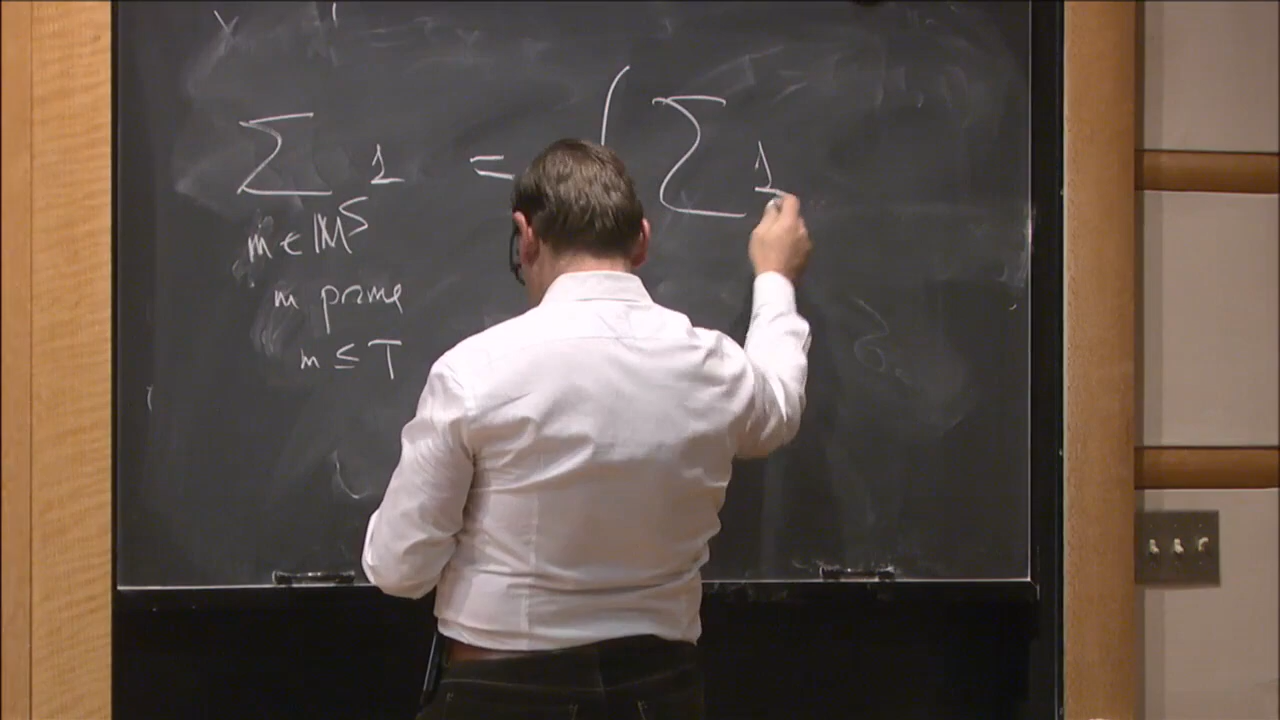 ∑ 1 = ( ∑ 1
m ∈ ℳ^S
m prime
m ≤ T